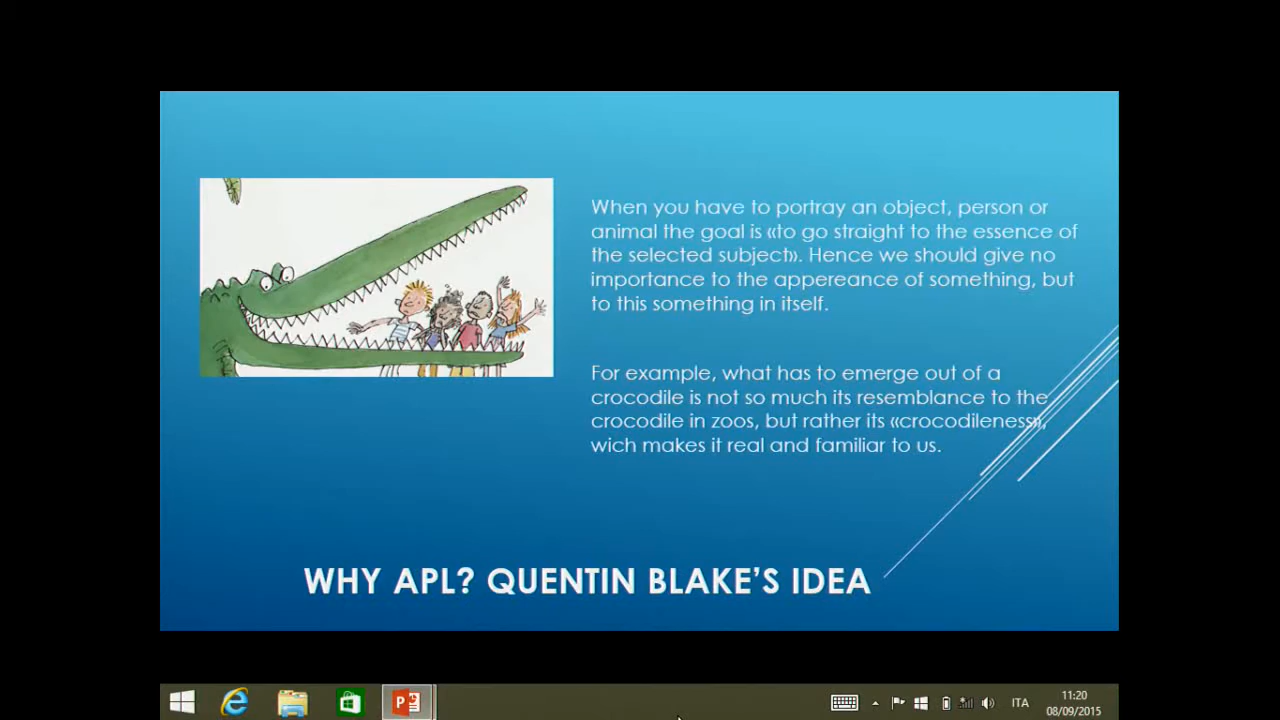 When you have to portray an object, person or
animal the goal is «to go straight to the essence of
the selected subject». Hence we should give no
importance to the appereance of something, but
to this something in itself.
For example, what has to emerge out of a
crocodile is not so much its resemblance to the
crocodile in zoos, but rather its «crocodileness»,
wich makes it real and familiar to us.
WHY APL? QUENTIN BLAKE'S IDEA
ITA
11:20
08/09/2015